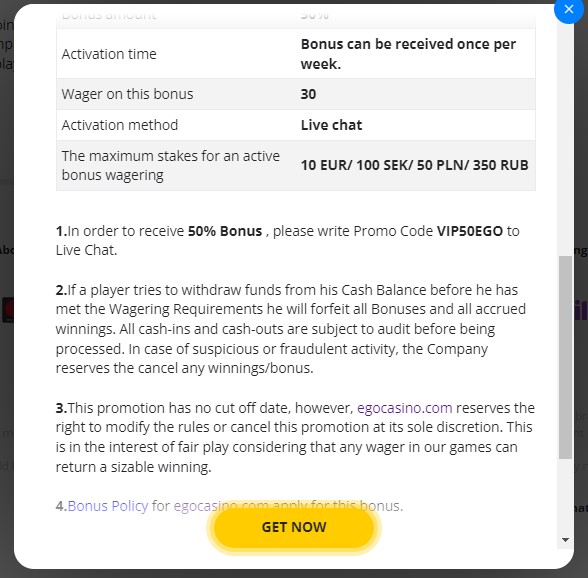 Bonus amount 50%
Activation time Bonus can be received once per
week.
Wager on this bonus 30
Activation method Live chat
The maximum stakes for an active
bonus wagering 10 EUR/ 100 SEK/ 50 PLN/ 350 RUB
1.In order to receive 50% Bonus , please write Promo Code VIP50EGO to
Live Chat.
2.If a player tries to withdraw funds from his Cash Balance before he has
met the Wagering Requirements he will forfeit all Bonuses and all accrued
winnings. All cash-ins and cash-outs are subject to audit before being
processed. In case of suspicious or fraudulent activity, the Company
reserves the cancel any winnings/bonus.
3.This promotion has no cut off date, however, egocasino.com reserves the
right to modify the rules or cancel this promotion at its sole discretion. This
is in the interest of fair play considering that any wager in our games can
return a sizable winning.
4.Bonus Policy for egocasino.com apply for this bonus.
GET NOW